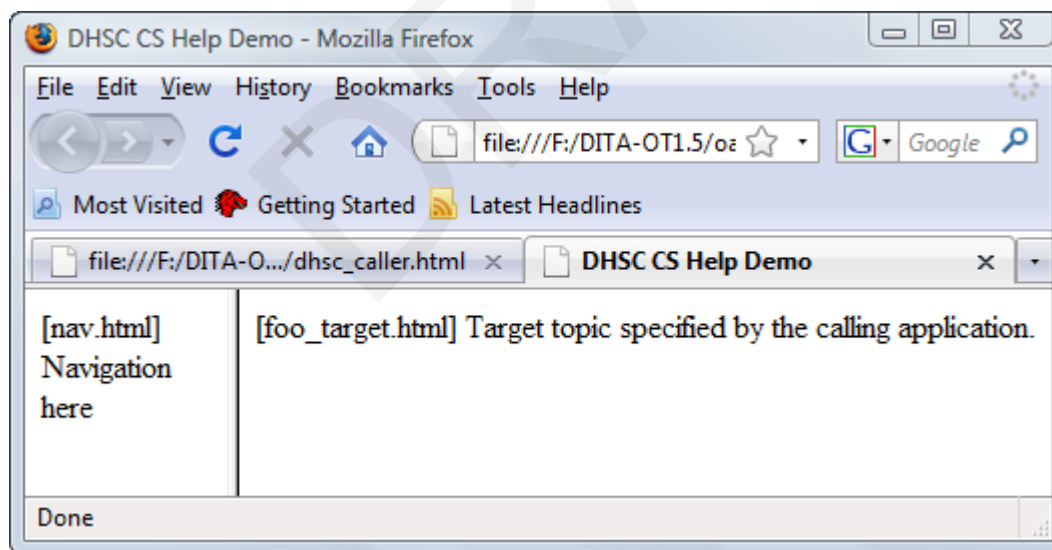 DHSC CS Help Demo - Mozilla Firefox
File Edit View History Bookmarks Tools Help
file:///F:/DITA-OT1.5/oa G Google
Most Visited Getting Started Latest Headlines
file:///F:/DITA-O.../dhsc_caller.html DHSC CS Help Demo
[nav.html]
Navigation
here
[foo_target.html] Target topic specified by the calling application.
Done